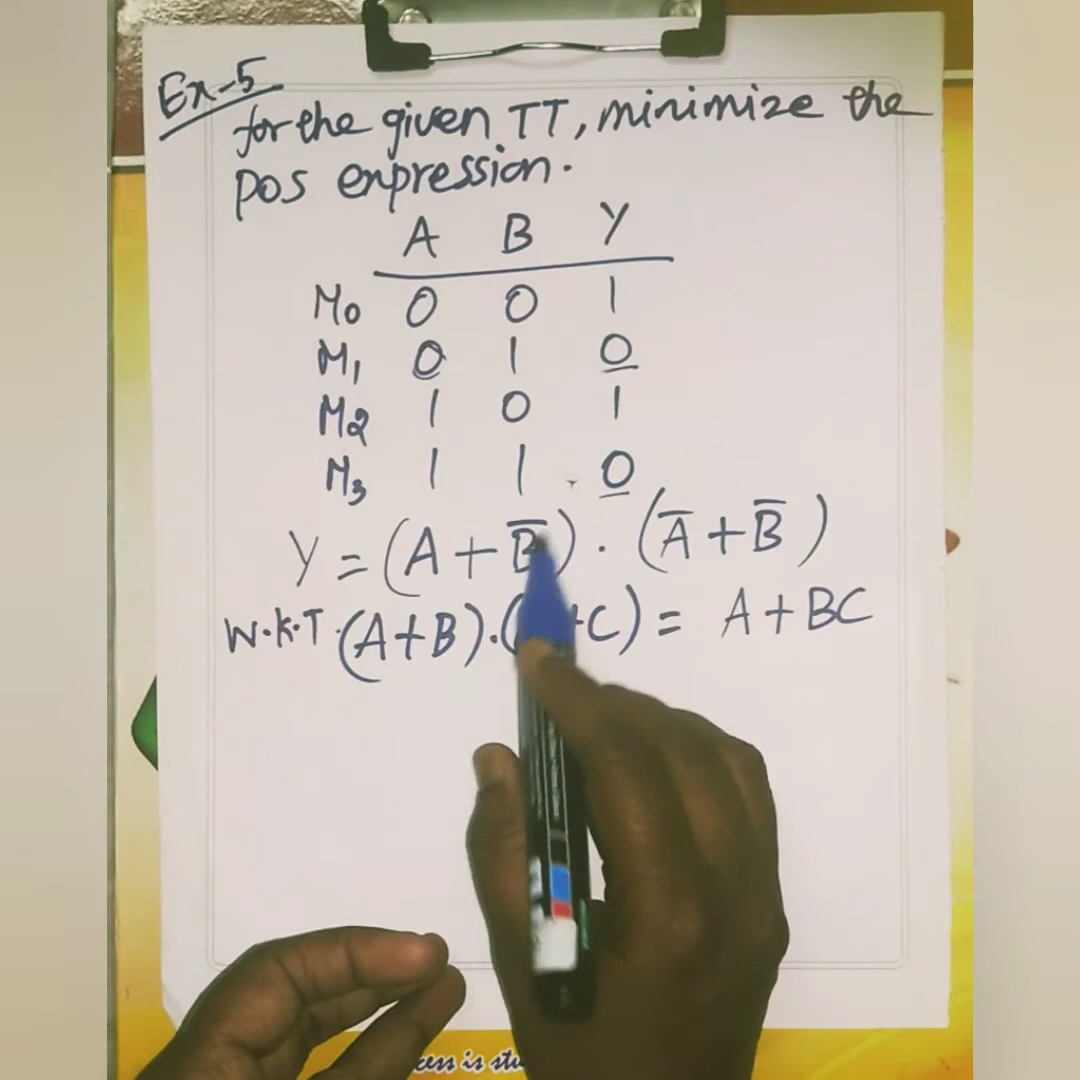 Ex-5
for the given TT, minimize the
POS expression.
A B Y
M0 0 0 1
M1 0 1 0
M2 1 0 1
M3 1 1 0
Y = (A + B̅) . (A̅ + B̅)
W.K.T. (A+B).( +C) = A + BC
is